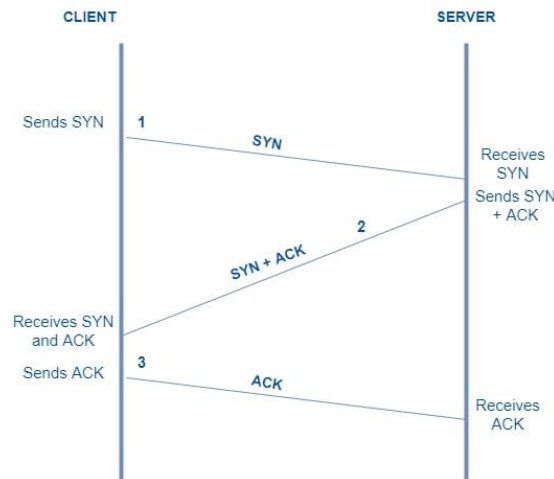 CLIENT
SERVER
Sends SYN
1
SYN
Receives
SYN
Sends SYN
+ ACK
2
SYN + ACK
Receives SYN
and ACK
3
Sends ACK
ACK
Receives
ACK